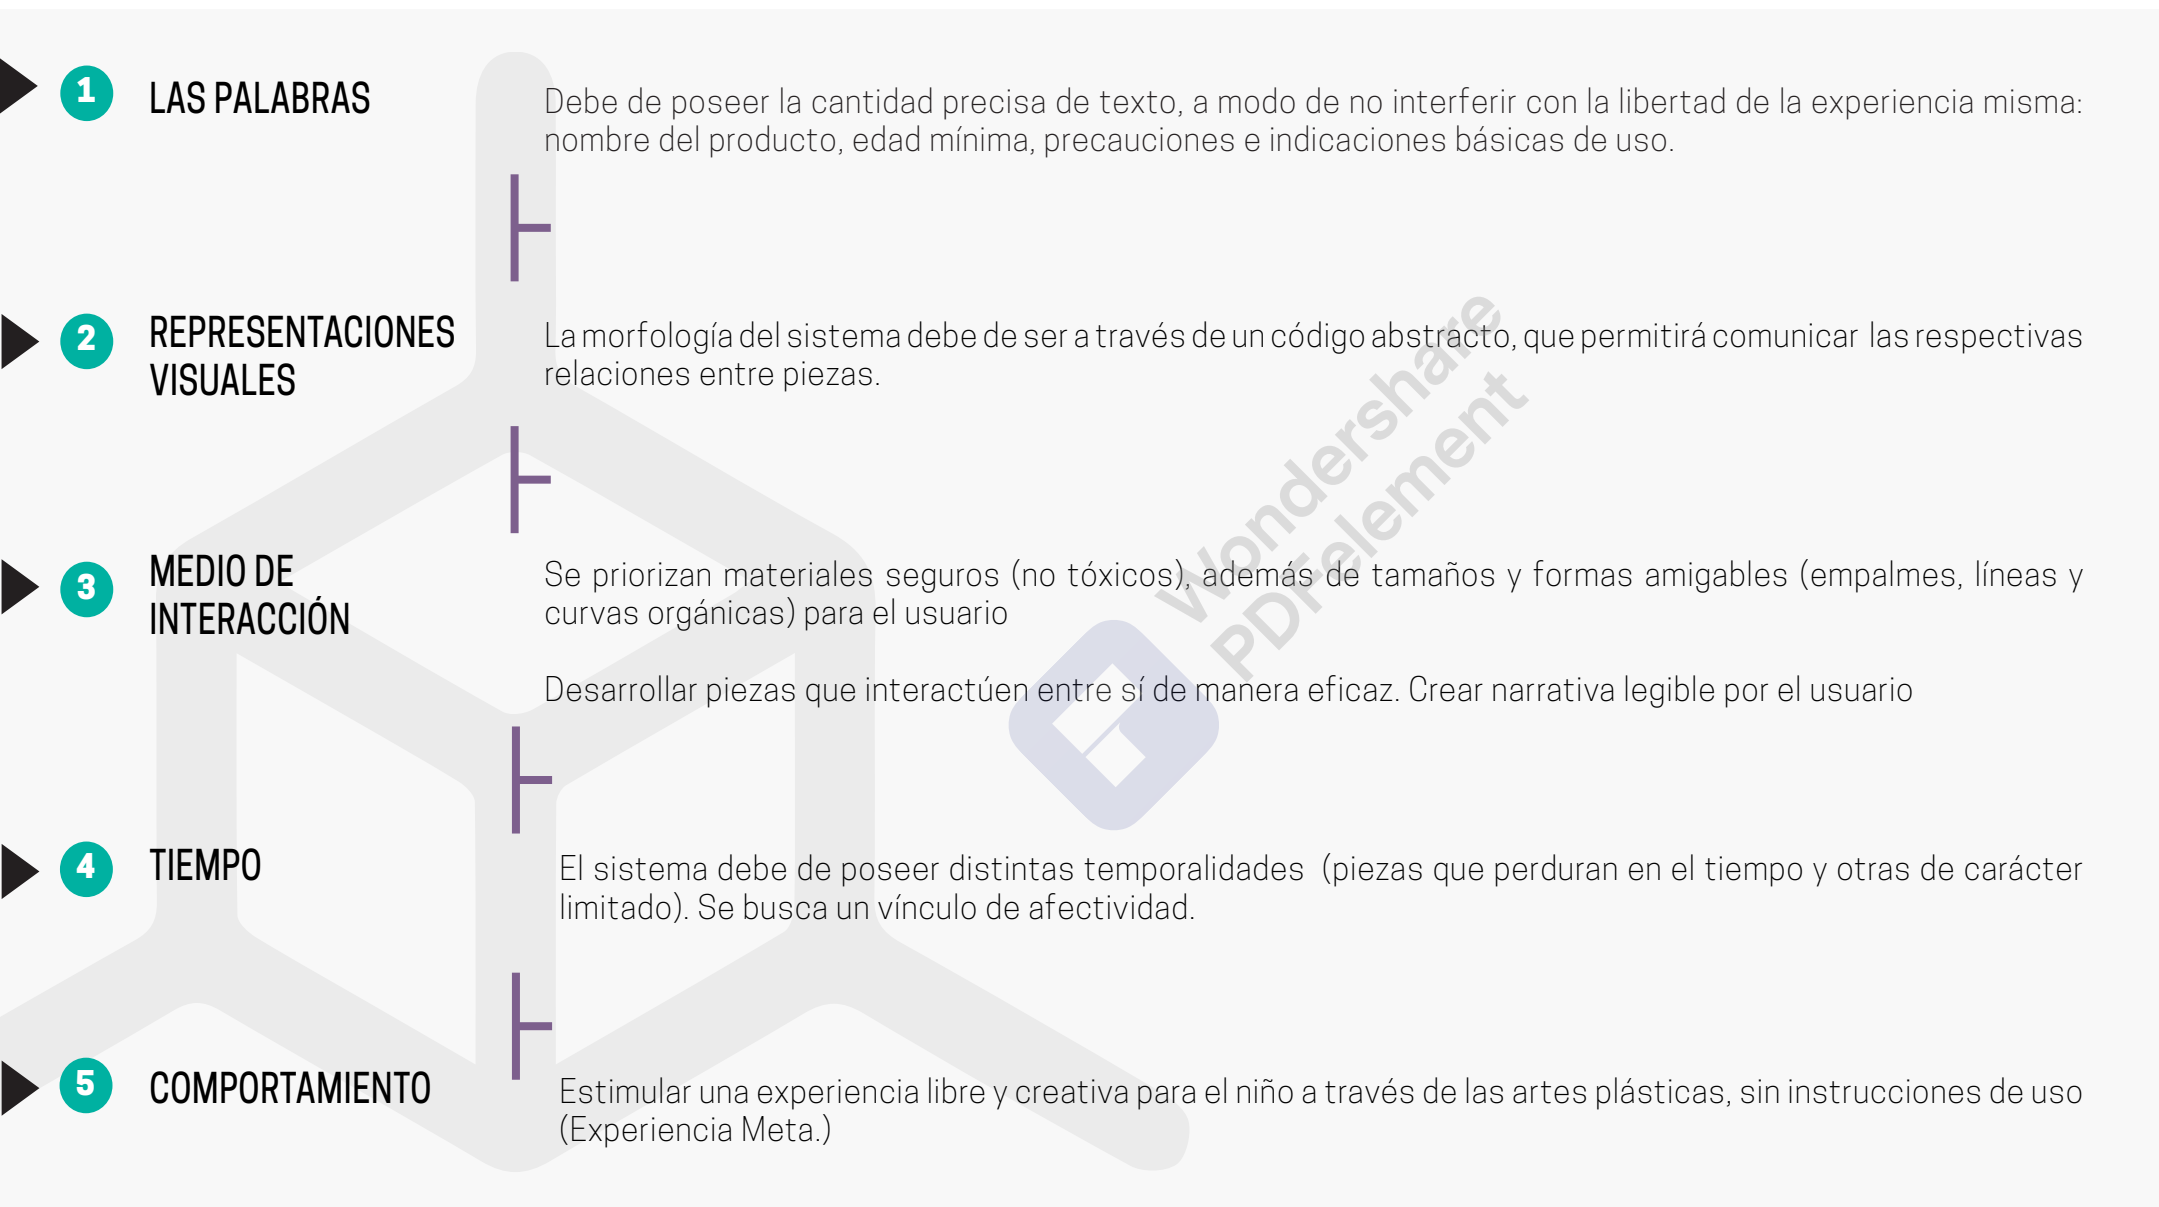 1
LAS PALABRAS
Debe de poseer la cantidad precisa de texto, a modo de no interferir con la libertad de la experiencia misma:
nombre del producto, edad mínima, precauciones e indicaciones básicas de uso.
2
REPRESENTACIONES
VISUALES
La morfología del sistema debe de ser a través de un código abstracto, que permitirá comunicar las respectivas
relaciones entre piezas.
3
MEDIO DE
INTERACCIÓN
Se priorizan materiales seguros (no tóxicos), además de tamaños y formas amigables (empalmes, líneas y
curvas orgánicas) para el usuario
Desarrollar piezas que interactúen entre sí de manera eficaz. Crear narrativa legible por el usuario
4
TIEMPO
El sistema debe de poseer distintas temporalidades (piezas que perduran en el tiempo y otras de carácter
limitado). Se busca un vínculo de afectividad.
5
COMPORTAMIENTO
Estimular una experiencia libre y creativa para el niño a través de las artes plásticas, sin instrucciones de uso
(Experiencia Meta.)
Wondershare
PDFelement